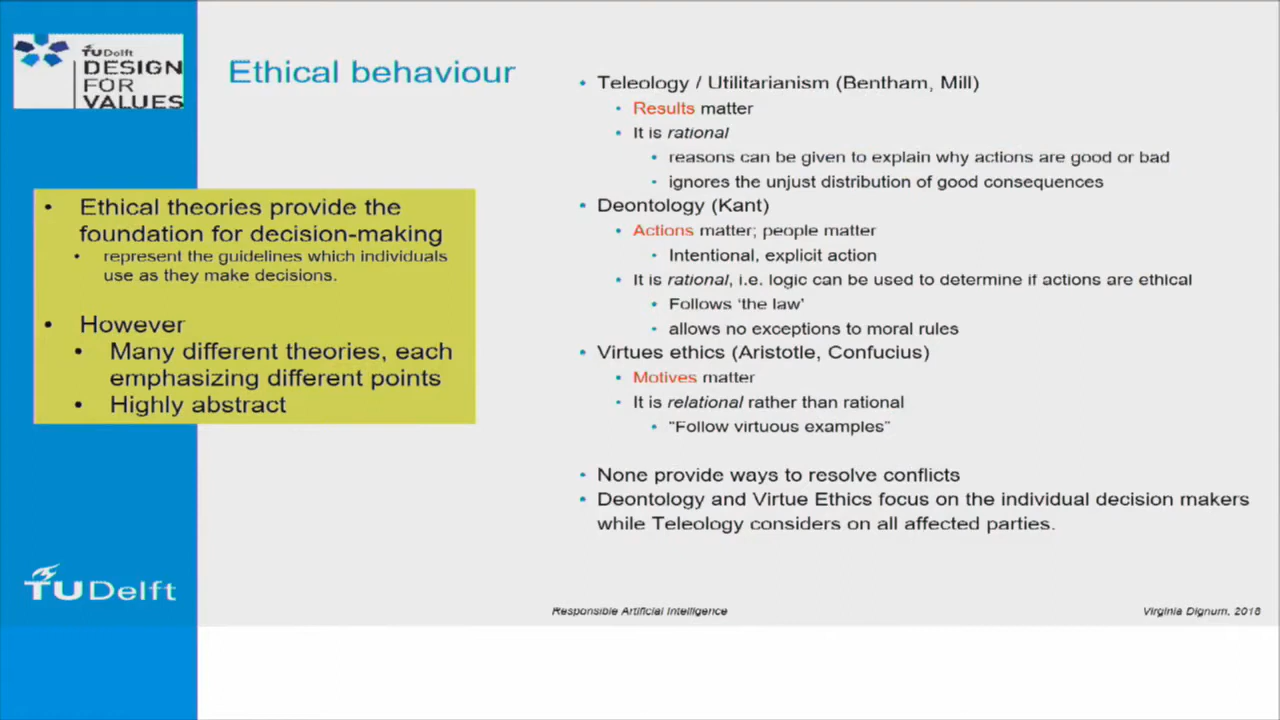 TUDelft
DESIGN
FOR
VALUES
Ethical behaviour
• Ethical theories provide the
foundation for decision-making
• represent the guidelines which individuals
use as they make decisions.
• However
• Many different theories, each
emphasizing different points
• Highly abstract
• Teleology / Utilitarianism (Bentham, Mill)
• Results matter
• It is rational
• reasons can be given to explain why actions are good or bad
• ignores the unjust distribution of good consequences
• Deontology (Kant)
• Actions matter; people matter
• Intentional, explicit action
• It is rational, i.e. logic can be used to determine if actions are ethical
• Follows ‘the law’
• allows no exceptions to moral rules
• Virtues ethics (Aristotle, Confucius)
• Motives matter
• It is relational rather than rational
• “Follow virtuous examples”
• None provide ways to resolve conflicts
• Deontology and Virtue Ethics focus on the individual decision makers
while Teleology considers on all affected parties.
TUDelft
Responsible Artificial Intelligence
Virginia Dignum, 2018